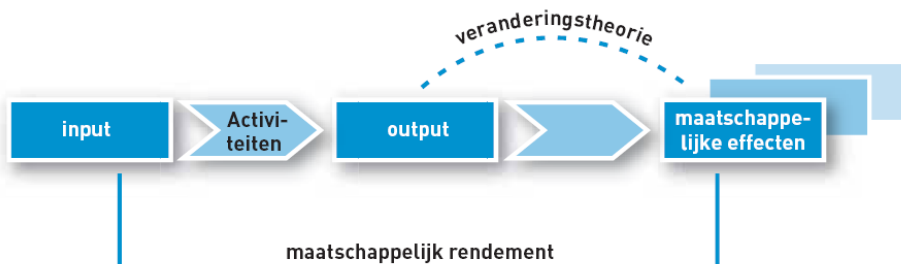 veranderingstheorie
input
Activi-
teiten
output
maatschappe-
lijke effecten
maatschappelijk rendement